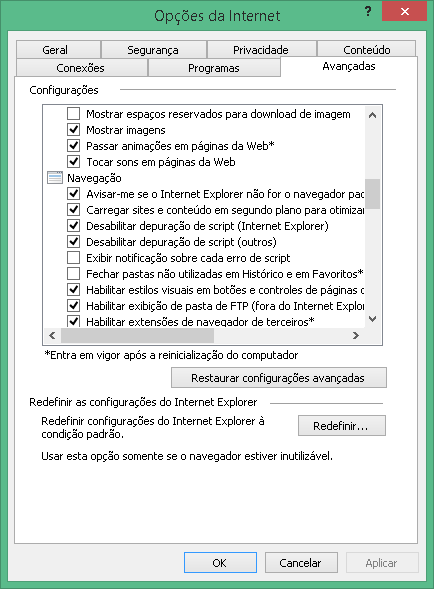 Opções da Internet
?
Geral Segurança Privacidade Conteúdo
Conexões Programas Avançadas
Configurações
Mostrar espaços reservados para download de imagem
Mostrar imagens
Passar animações em páginas da Web*
Tocar sons em páginas da Web
Navegação
Avisar-me se o Internet Explorer não for o navegador pad
Carregar sites e conteúdo em segundo plano para otimizar
Desabilitar depuração de script (Internet Explorer)
Desabilitar depuração de script (outros)
Exibir notificação sobre cada erro de script
Fechar pastas não utilizadas em Histórico e em Favoritos*
Habilitar estilos visuais em botões e controles de páginas d
Habilitar exibição de pasta de FTP (fora do Internet Explor
Habilitar extensões de navegador de terceiros*
*Entra em vigor após a reinicialização do computador
Restaurar configurações avançadas
Redefinir as configurações do Internet Explorer
Redefinir configurações do Internet Explorer à
condição padrão.
Redefinir...
Usar esta opção somente se o navegador estiver inutilizável.
OK Cancelar Aplicar